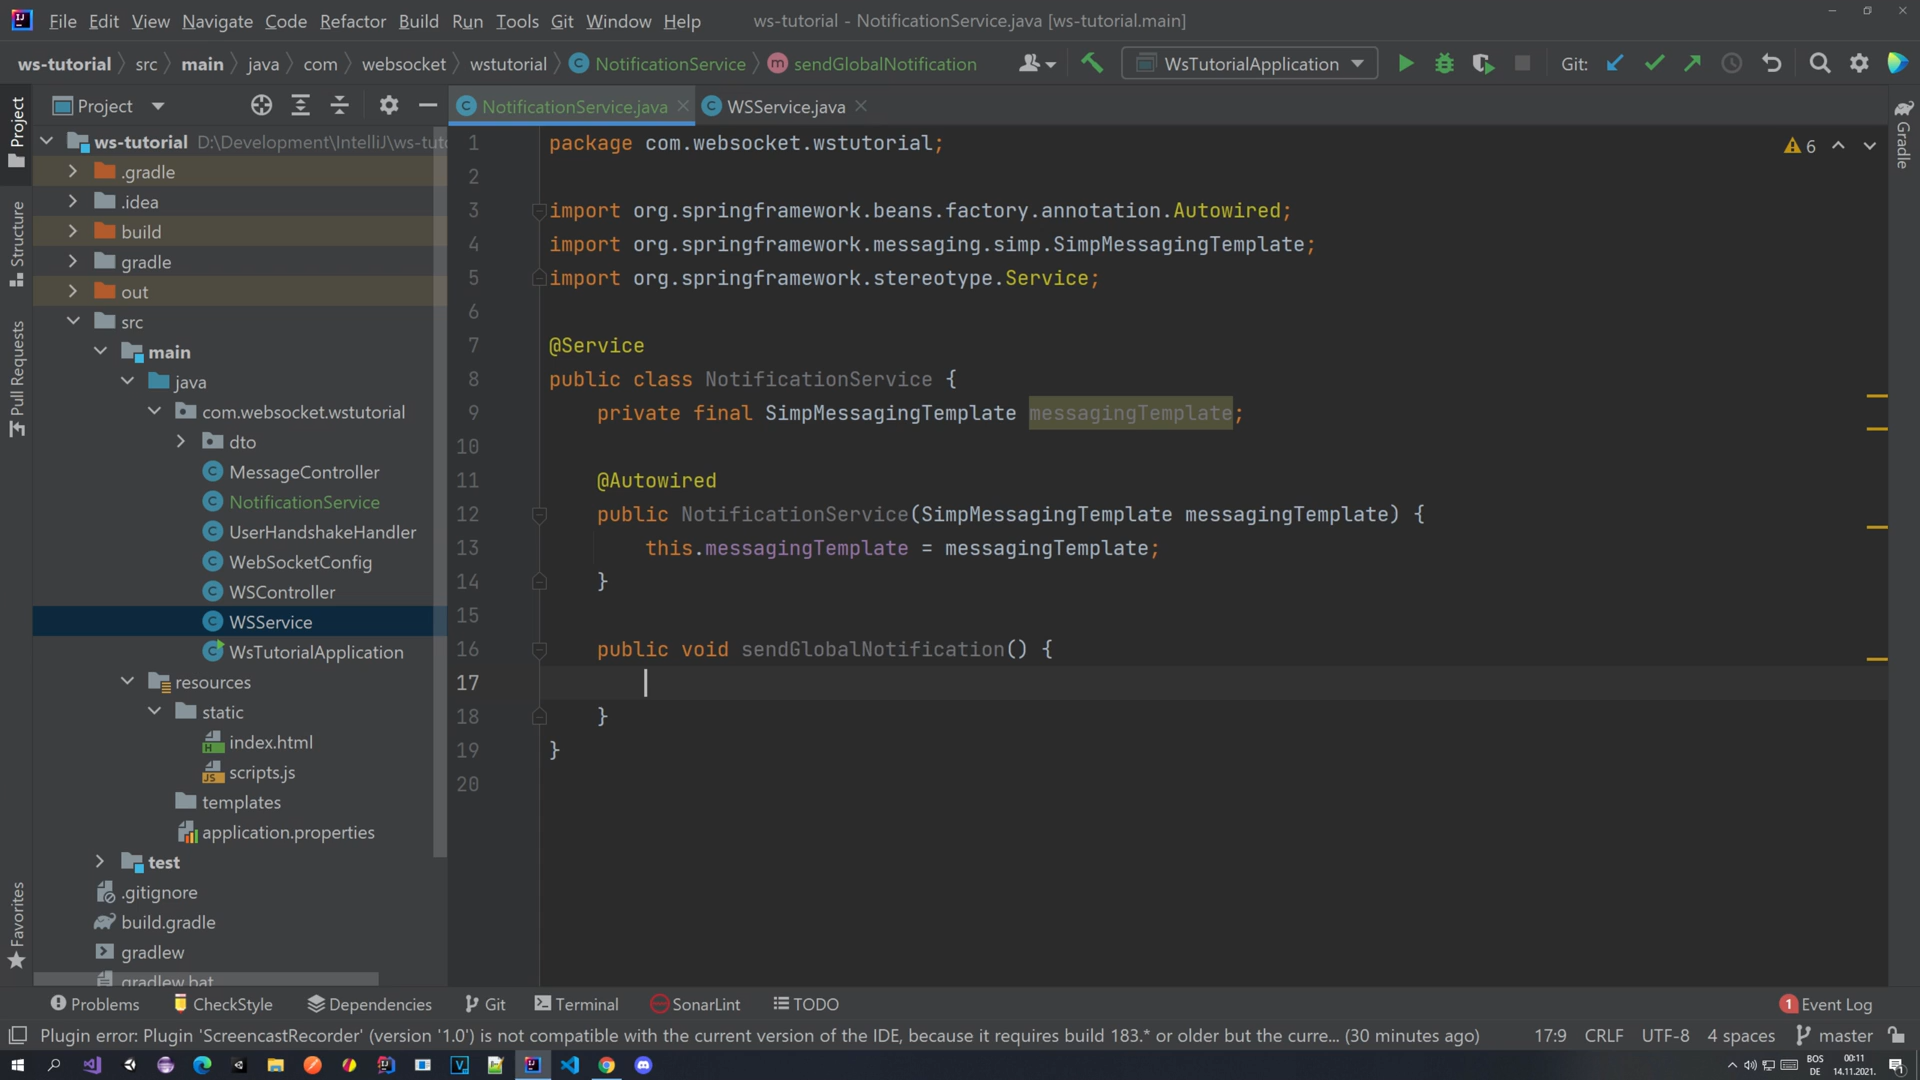 File Edit View Navigate Code Refactor Build Run Tools Git Window Help ws-tutorial - NotificationService.java [ws-tutorial.main]
ws-tutorial src main java com websocket wstutorial NotificationService sendGlobalNotification WsTutorialApplication Git:
Project
NotificationService.java WSService.java
Project
Structure
Pull Requests
Favorites
ws-tutorial D:\Development\IntelliJ\ws-tut
.gradle
.idea
build
gradle
out
src
main
java
com.websocket.wstutorial
dto
MessageController
NotificationService
UserHandshakeHandler
WebSocketConfig
WSController
WSService
WsTutorialApplication
resources
static
index.html
scripts.js
templates
application.properties
test
.gitignore
build.gradle
gradlew
gradlew.bat
1 package com.websocket.wstutorial;
2
3 import org.springframework.beans.factory.annotation.Autowired;
4 import org.springframework.messaging.simp.SimpMessagingTemplate;
5 import org.springframework.stereotype.Service;
6
7 @Service
8 public class NotificationService {
9 private final SimpMessagingTemplate messagingTemplate;
10
11 @Autowired
12 public NotificationService(SimpMessagingTemplate messagingTemplate) {
13 this.messagingTemplate = messagingTemplate;
14 }
15
16 public void sendGlobalNotification() {
17
18 }
19 }
20
6
Gradle
Problems CheckStyle Dependencies Git Terminal SonarLint TODO 1 Event Log
Plugin error: Plugin 'ScreencastRecorder' (version '1.0') is not compatible with the current version of the IDE, because it requires build 183.* or older but the curre... (30 minutes ago) 17:9 CRLF UTF-8 4 spaces master
BOS 00:11
DE 14.11.2021.